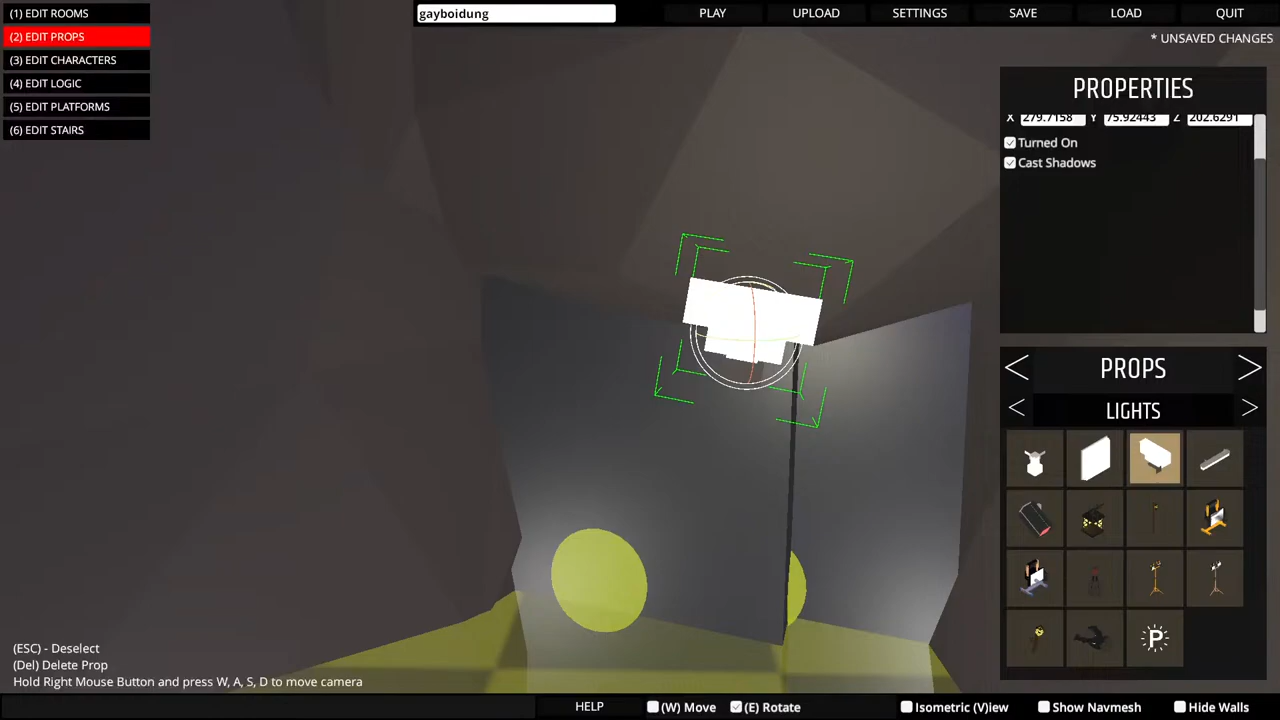 (1) EDIT ROOMS
(2) EDIT PROPS
(3) EDIT CHARACTERS
(4) EDIT LOGIC
(5) EDIT PLATFORMS
(6) EDIT STAIRS
gayboidung
PLAY
UPLOAD
SETTINGS
SAVE
LOAD
QUIT
* UNSAVED CHANGES
PROPERTIES
X 279.7158 Y 75.92443 Z 202.6291
Turned On
Cast Shadows
< PROPS >
< LIGHTS >
P
(ESC) - Deselect
(Del) Delete Prop
Hold Right Mouse Button and press W, A, S, D to move camera
HELP
(W) Move
(E) Rotate
Isometric (V)iew
Show Navmesh
Hide Walls